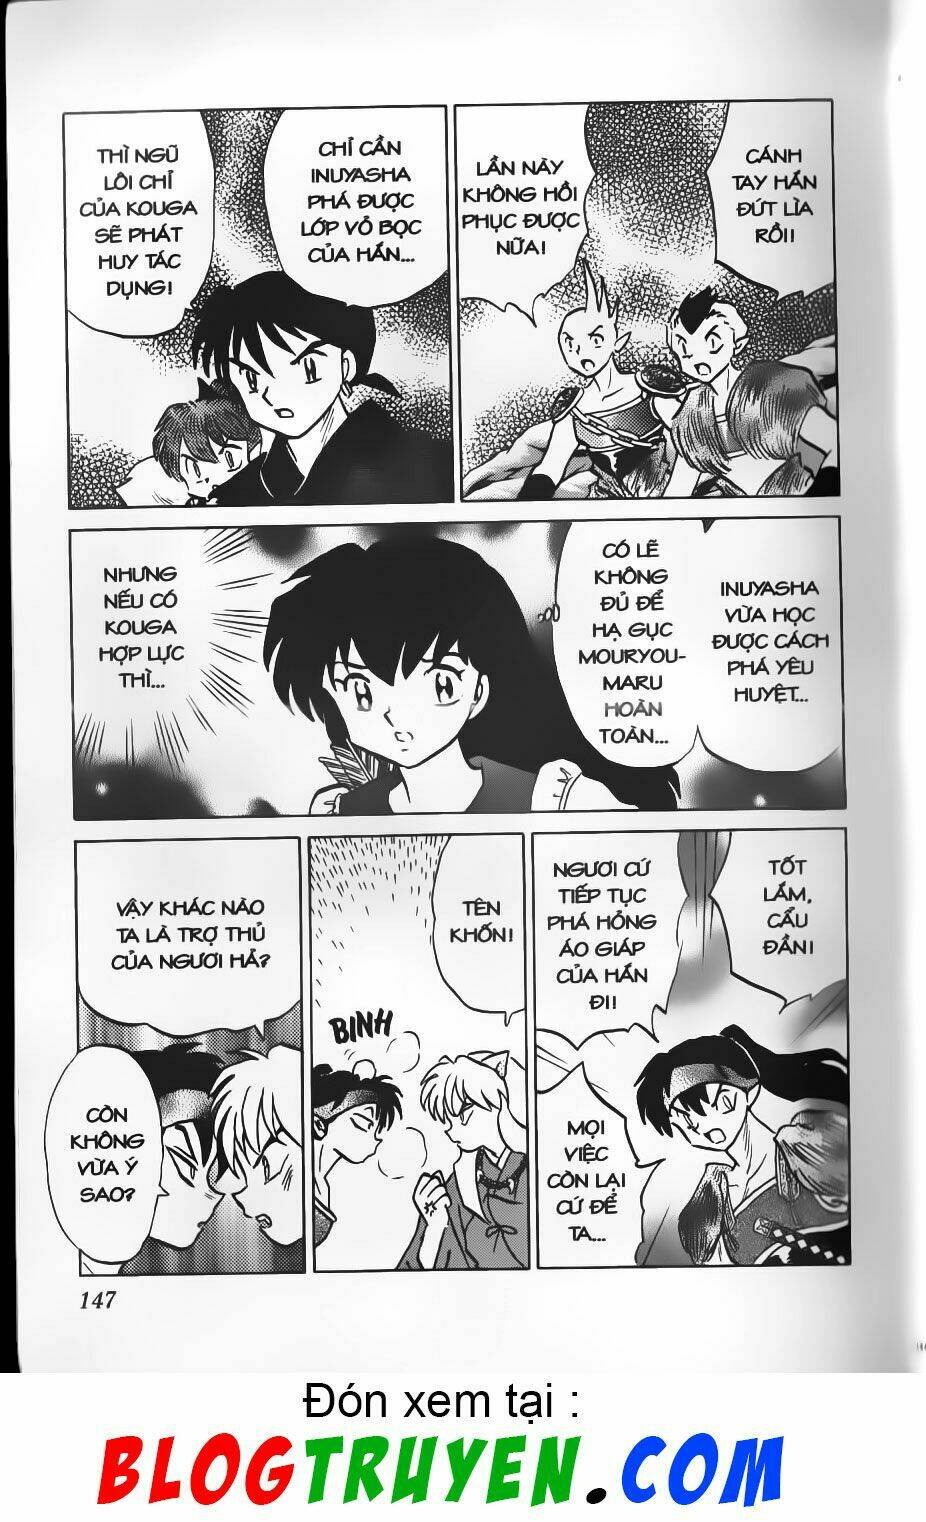 CÁNH
TAY HẮN
ĐỨT LÌA
RỒI!
LẦN NÀY
KHÔNG HỒI
PHỤC ĐƯỢC
NỮA!
CHỈ CẦN
INUYASHA
PHÁ ĐƯỢC
LỚP VỎ BỌC
CỦA HẮN...
THÌ NGŨ
LÔI CHỈ
CỦA KOUGA
SẼ PHÁT
HUY TÁC
DỤNG!
INUYASHA
VỪA HỌC
ĐƯỢC CÁCH
PHÁ YÊU
HUYỆT...
CÓ LẼ
KHÔNG
ĐỦ ĐỂ
HẠ GỤC
MOURYOU-
MARU
HOÀN
TOÀN...
NHƯNG
NẾU CÓ
KOUGA
HỢP LỰC
THÌ...
TỐT
LẮM,
CẨU
ĐẦN!
NGƯƠI CỨ
TIẾP TỤC
PHÁ HỎNG
ÁO GIÁP
CỦA HẮN
ĐI!
MỌI
VIỆC
CÒN LẠI
CỨ ĐỂ
TA...
TÊN
KHỐN!
BINH
VẬY KHÁC NÀO
TA LÀ TRỢ THỦ
CỦA NGƯƠI HẢ?
CÒN
KHÔNG
VỪA Ý
SAO?
147
Đón xem tại :
BLOGTRUYEN.COM